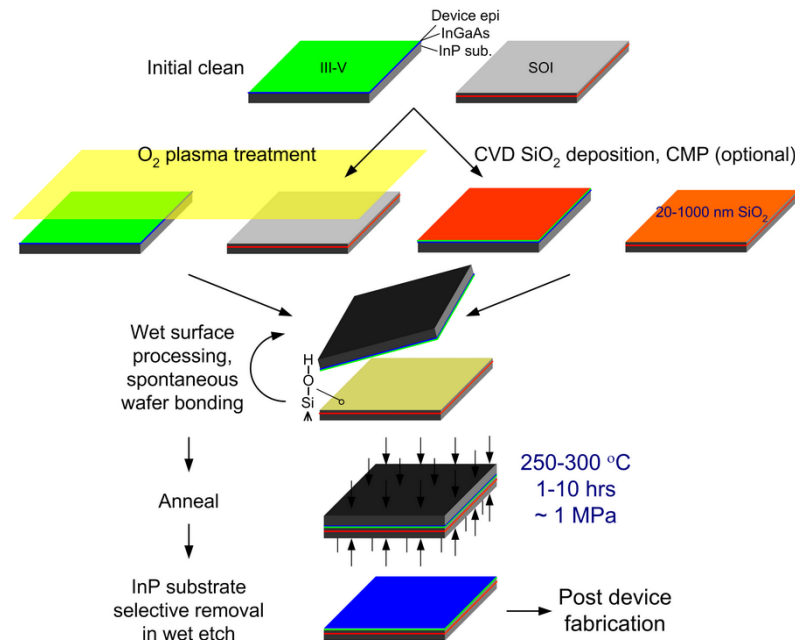 Device epi
InGaAs
InP sub.
Initial clean
III-V
SOI
O₂ plasma treatment
CVD SiO₂ deposition, CMP (optional)
20-1000 nm SiO₂
Wet surface
processing,
spontaneous
wafer bonding
H
O
Si
250-300 ºC
1-10 hrs
~ 1 MPa
Anneal
InP substrate
selective removal
in wet etch
Post device
fabrication